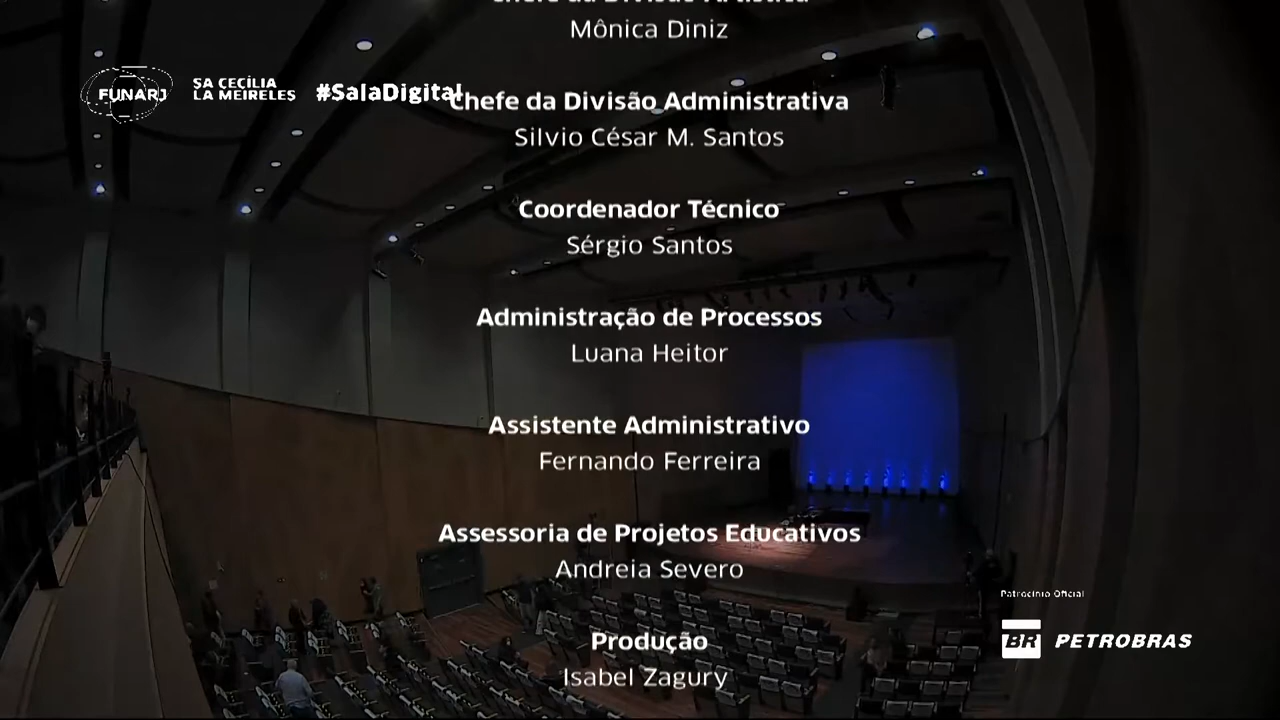 Mônica Diniz
FUNARJ
SA CECÍLIA
LA MEIRELES
#SalaDigital
Chefe da Divisão Administrativa
Silvio César M. Santos
Coordenador Técnico
Sérgio Santos
Administração de Processos
Luana Heitor
Assistente Administrativo
Fernando Ferreira
Assessoria de Projetos Educativos
Andreia Severo
Patrocínio Oficial
BR PETROBRAS
Produção
Isabel Zagury